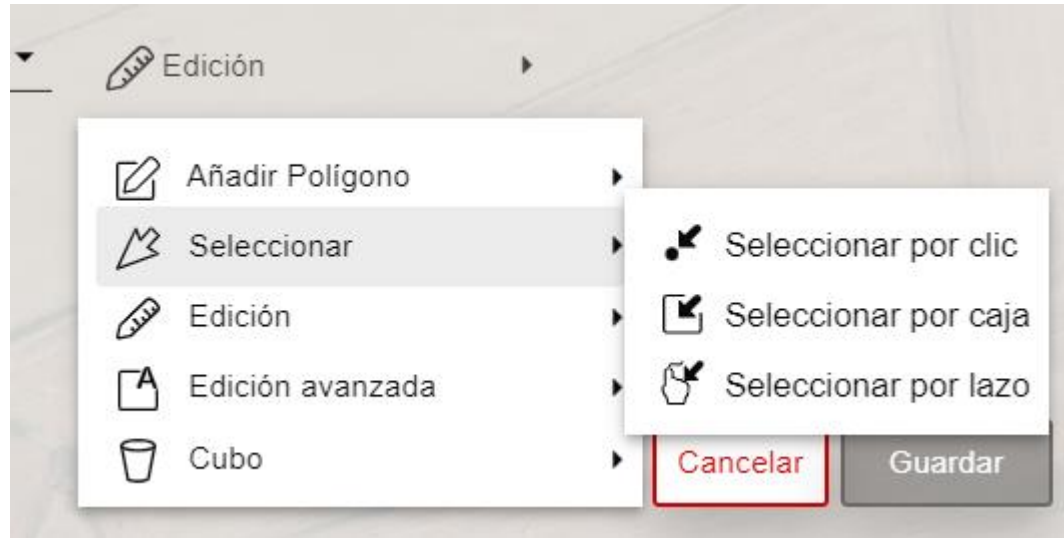 Edición
Añadir Polígono
Seleccionar
Edición
Edición avanzada
Cubo
Seleccionar por clic
Seleccionar por caja
Seleccionar por lazo
Cancelar
Guardar